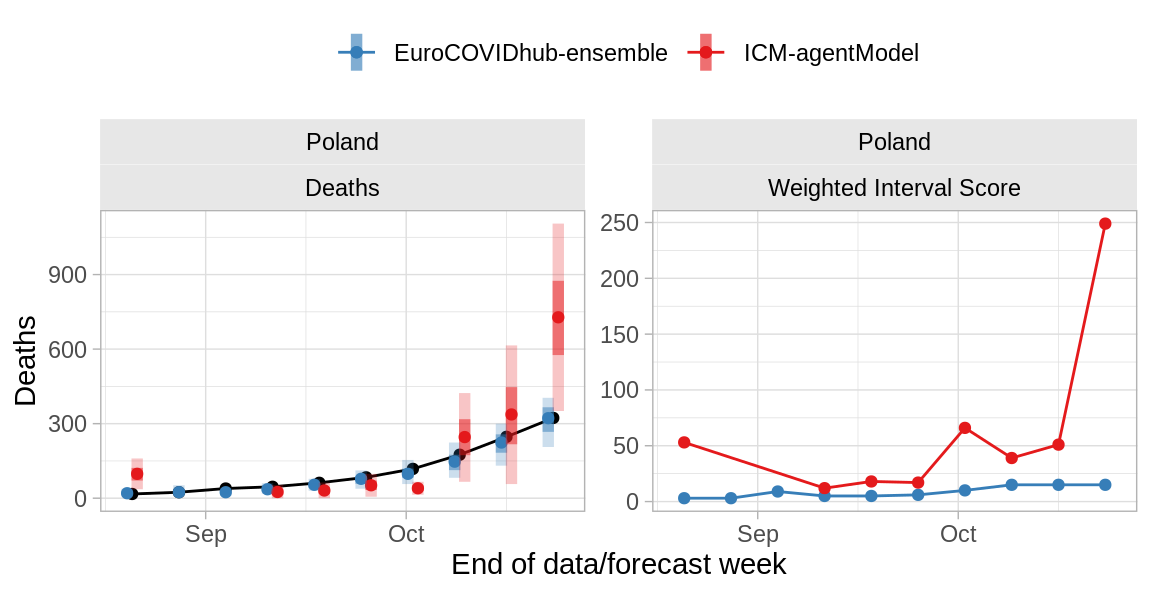 EuroCOVIDhub-ensemble ICM-agentModel
Poland Poland
Deaths Weighted Interval Score
Deaths
900
600
300
0
250
200
150
100
50
0
Sep Oct Sep Oct
End of data/forecast week